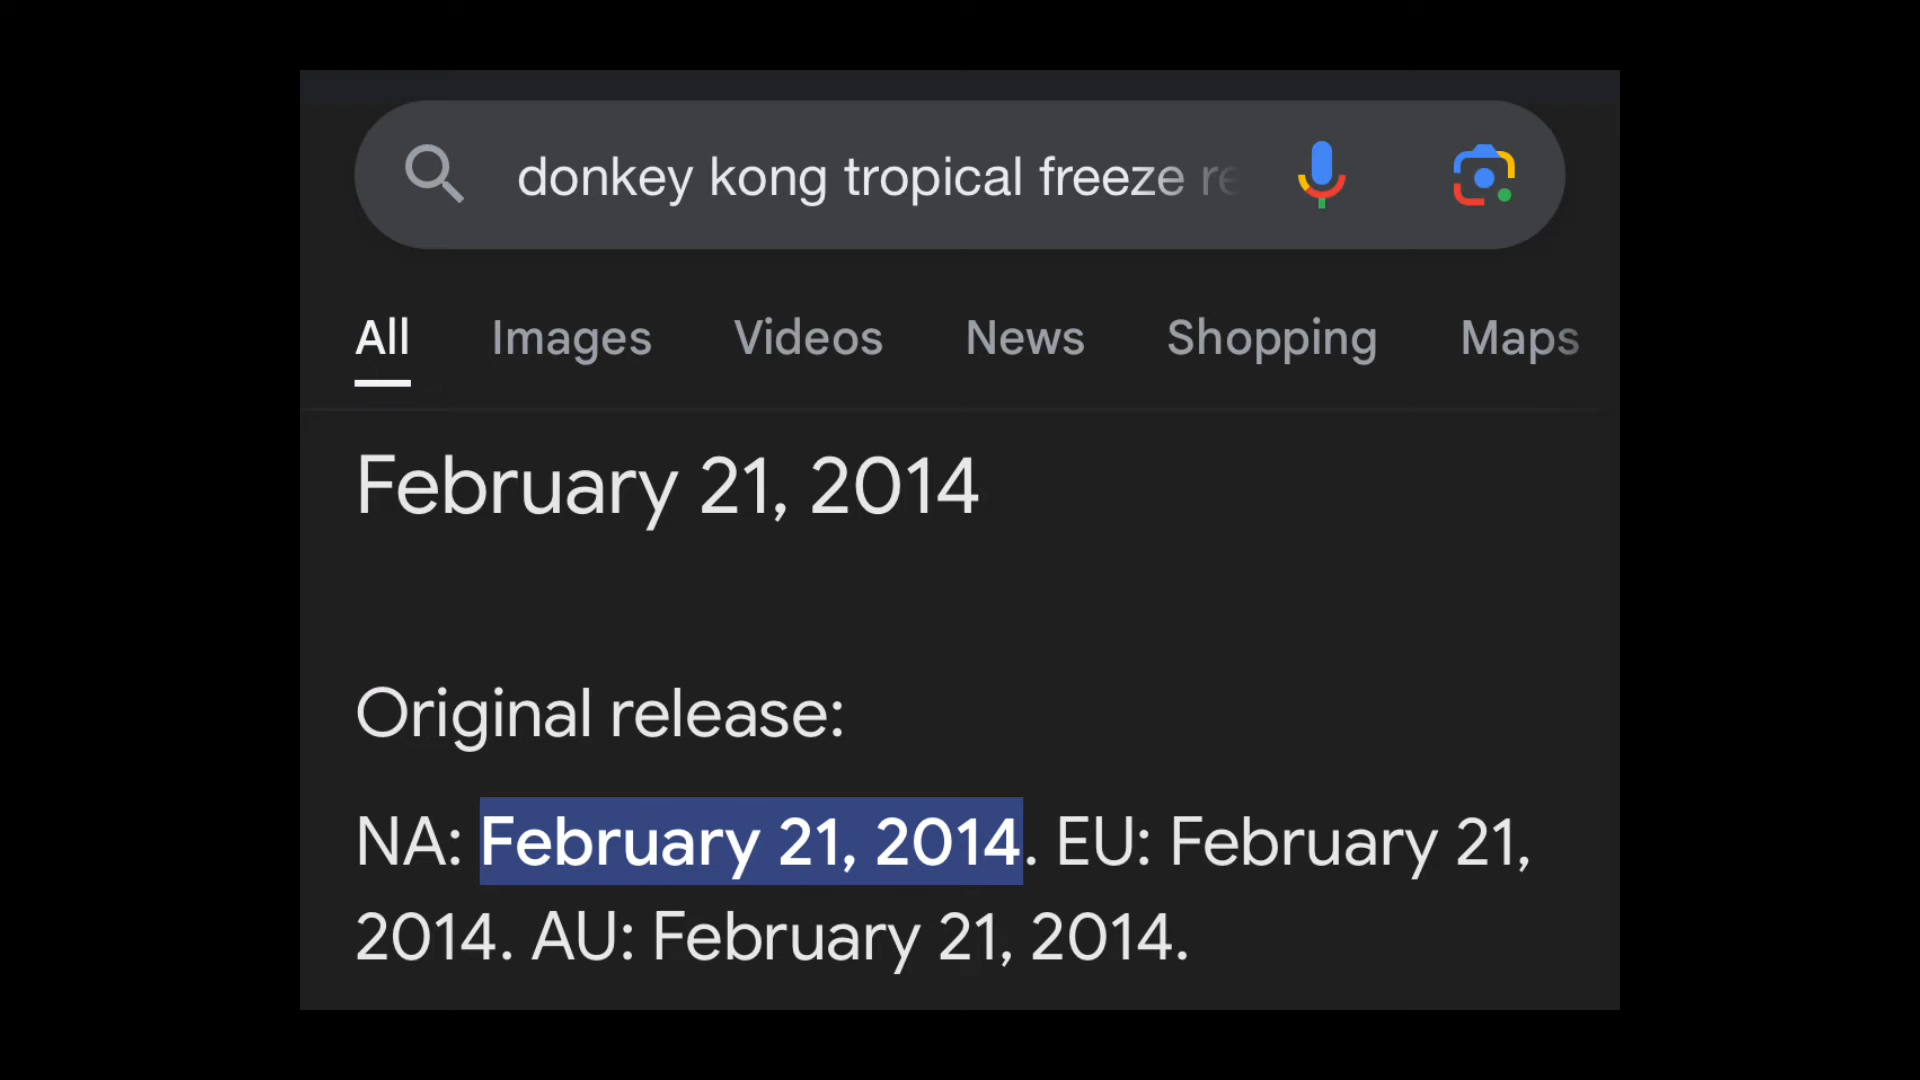 donkey kong tropical freeze re
All Images Videos News Shopping Maps
February 21, 2014
Original release:
NA: February 21, 2014. EU: February 21,
2014. AU: February 21, 2014.